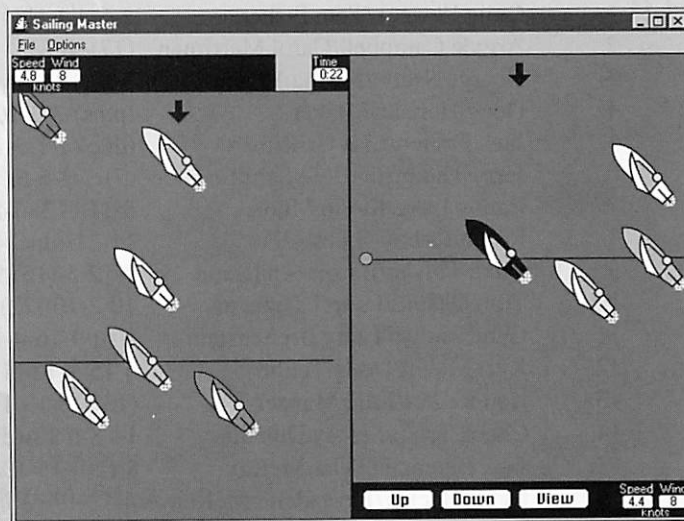 Sailing Master
File Options
Speed Wind
4.8 8
knots
Time
0:22
Up Down View
Speed Wind
4.4 8
knots